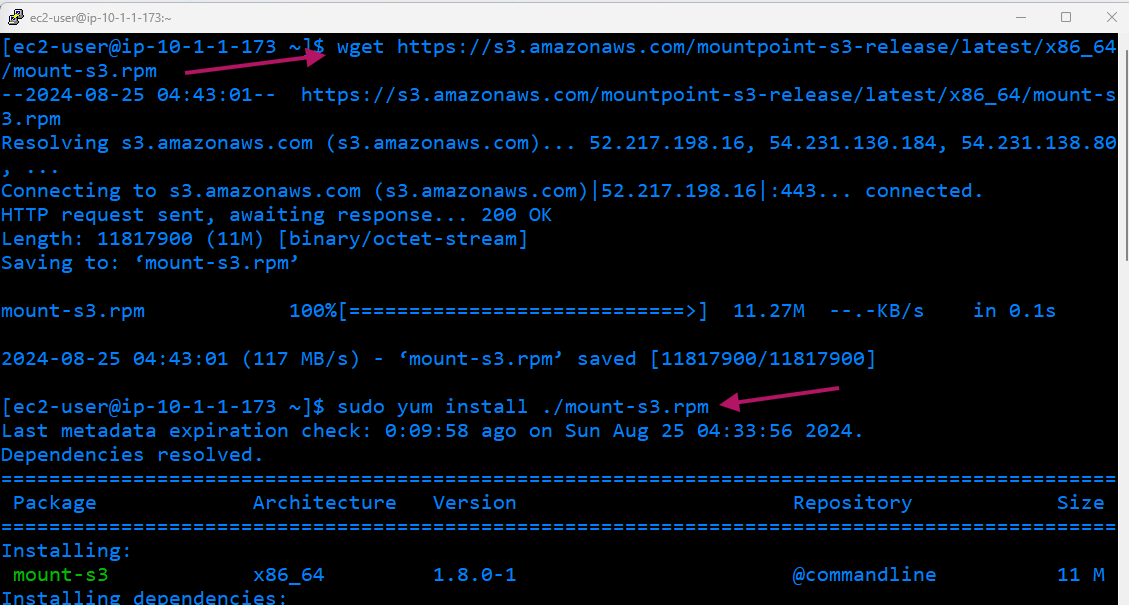 ec2-user@ip-10-1-1-173:~
[ec2-user@ip-10-1-1-173 ~]$ wget https://s3.amazonaws.com/mountpoint-s3-release/latest/x86_64
/mount-s3.rpm
--2024-08-25 04:43:01--  https://s3.amazonaws.com/mountpoint-s3-release/latest/x86_64/mount-s
3.rpm
Resolving s3.amazonaws.com (s3.amazonaws.com)... 52.217.198.16, 54.231.130.184, 54.231.138.80
, ...
Connecting to s3.amazonaws.com (s3.amazonaws.com)|52.217.198.16|:443... connected.
HTTP request sent, awaiting response... 200 OK
Length: 11817900 (11M) [binary/octet-stream]
Saving to: ‘mount-s3.rpm’
mount-s3.rpm            100%[============================>]  11.27M  --.-KB/s    in 0.1s
2024-08-25 04:43:01 (117 MB/s) - ‘mount-s3.rpm’ saved [11817900/11817900]
[ec2-user@ip-10-1-1-173 ~]$ sudo yum install ./mount-s3.rpm
Last metadata expiration check: 0:09:58 ago on Sun Aug 25 04:33:56 2024.
Dependencies resolved.
=============================================================================================
 Package             Architecture   Version                       Repository            Size
=============================================================================================
Installing:
 mount-s3            x86_64         1.8.0-1                       @commandline          11 M
Installing dependencies: